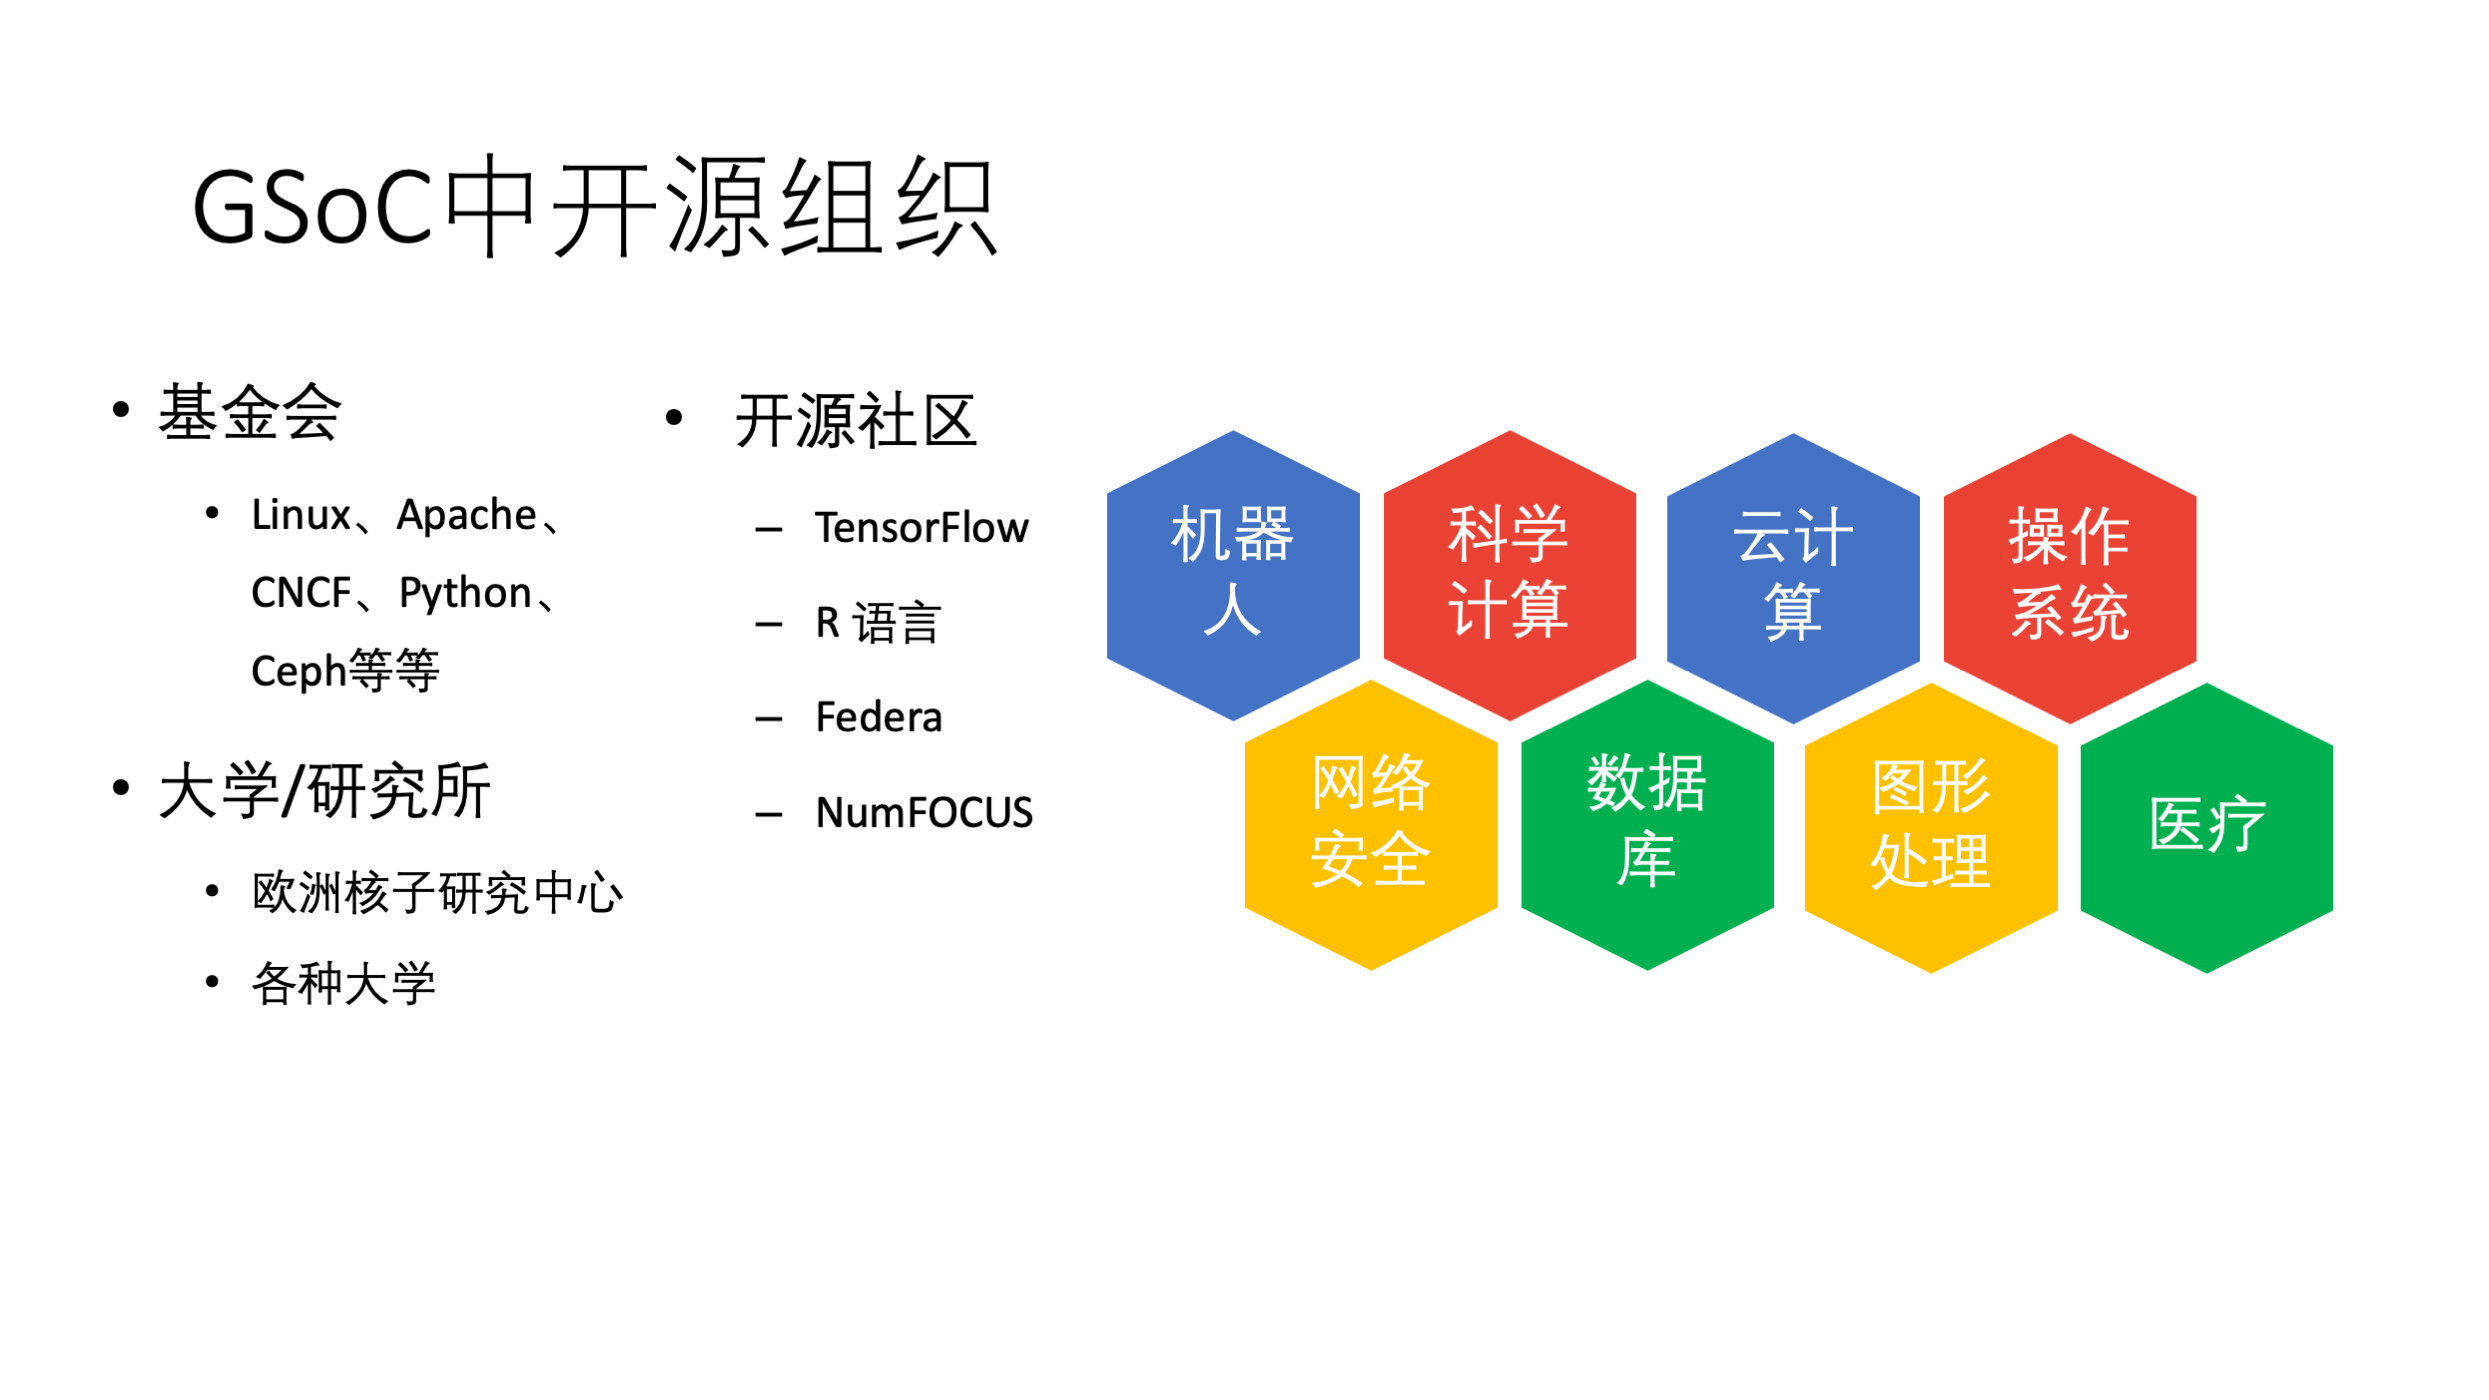 GSoC中开源组织
• 基金会
• Linux、Apache、
CNCF、Python、
Ceph等等
• 大学/研究所
• 欧洲核子研究中心
• 各种大学
• 开源社区
– TensorFlow
– R 语言
– Federa
– NumFOCUS
机器
人
科学
计算
云计
算
操作
系统
网络
安全
数据
库
图形
处理
医疗